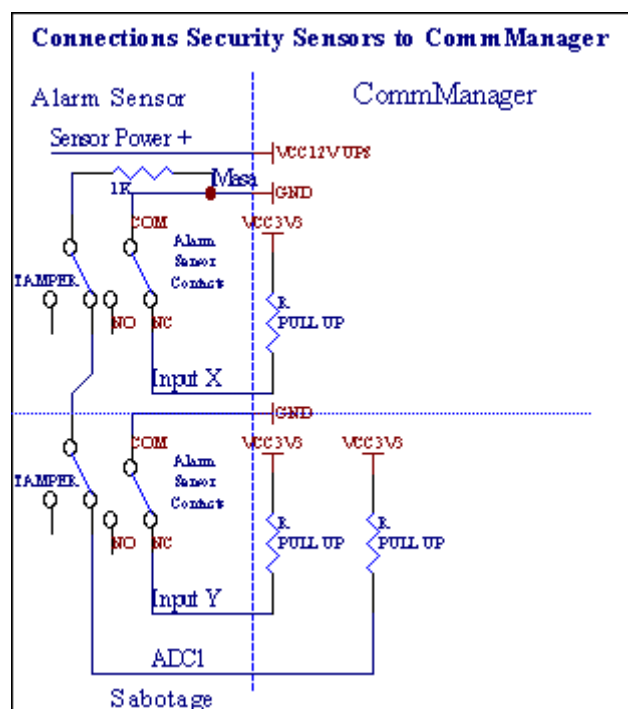 Connections Security Sensors to CommManager
Alarm Sensor
CommManager
Sensor Power +
VCC12V UPS
1K
Masa
GND
COM
VCC3V3
Alarm
Sensor
Contacts
TAMPER
NO
NC
R
PULL UP
Input X
GND
COM
VCC3V3
VCC3V3
Alarm
Sensor
Contacts
TAMPER
NO
NC
R
PULL UP
R
PULL UP
Input Y
ADC1
Sabotage